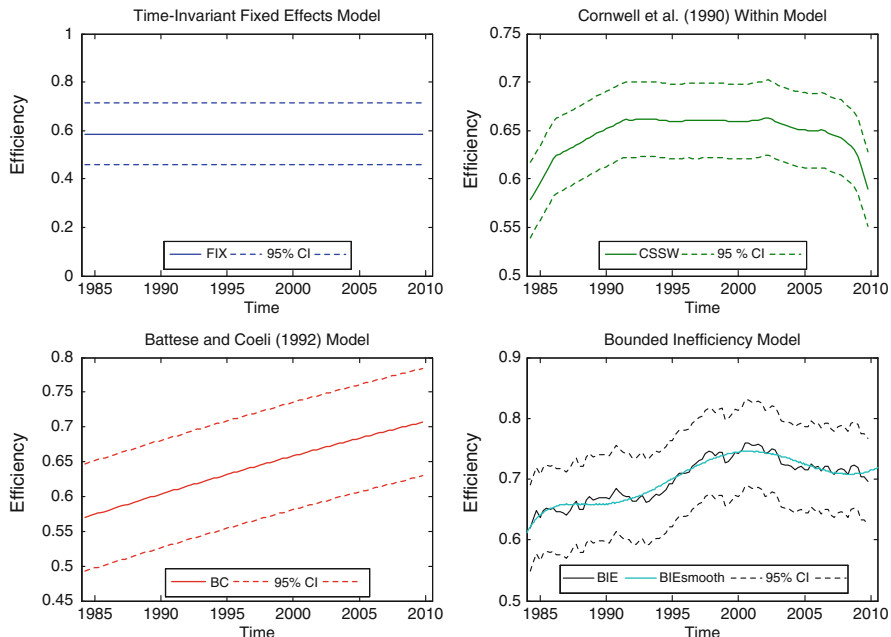 Time-Invariant Fixed Effects Model
1
0.8
0.6
0.4
0.2
0
Efficiency
FIX 95% CI
1985 1990 1995 2000 2005 2010
Time
Cornwell et al. (1990) Within Model
0.75
0.7
0.65
0.6
0.55
0.5
Efficiency
CSSW 95 % CI
1985 1990 1995 2000 2005 2010
Time
Battese and Coeli (1992) Model
0.8
0.75
0.7
0.65
0.6
0.55
0.5
0.45
Efficiency
BC 95% CI
1985 1990 1995 2000 2005 2010
Time
Bounded Inefficiency Model
0.9
0.8
0.7
0.6
0.5
Efficiency
BIE BIEsmooth 95% CI
1985 1990 1995 2000 2005 2010
Time